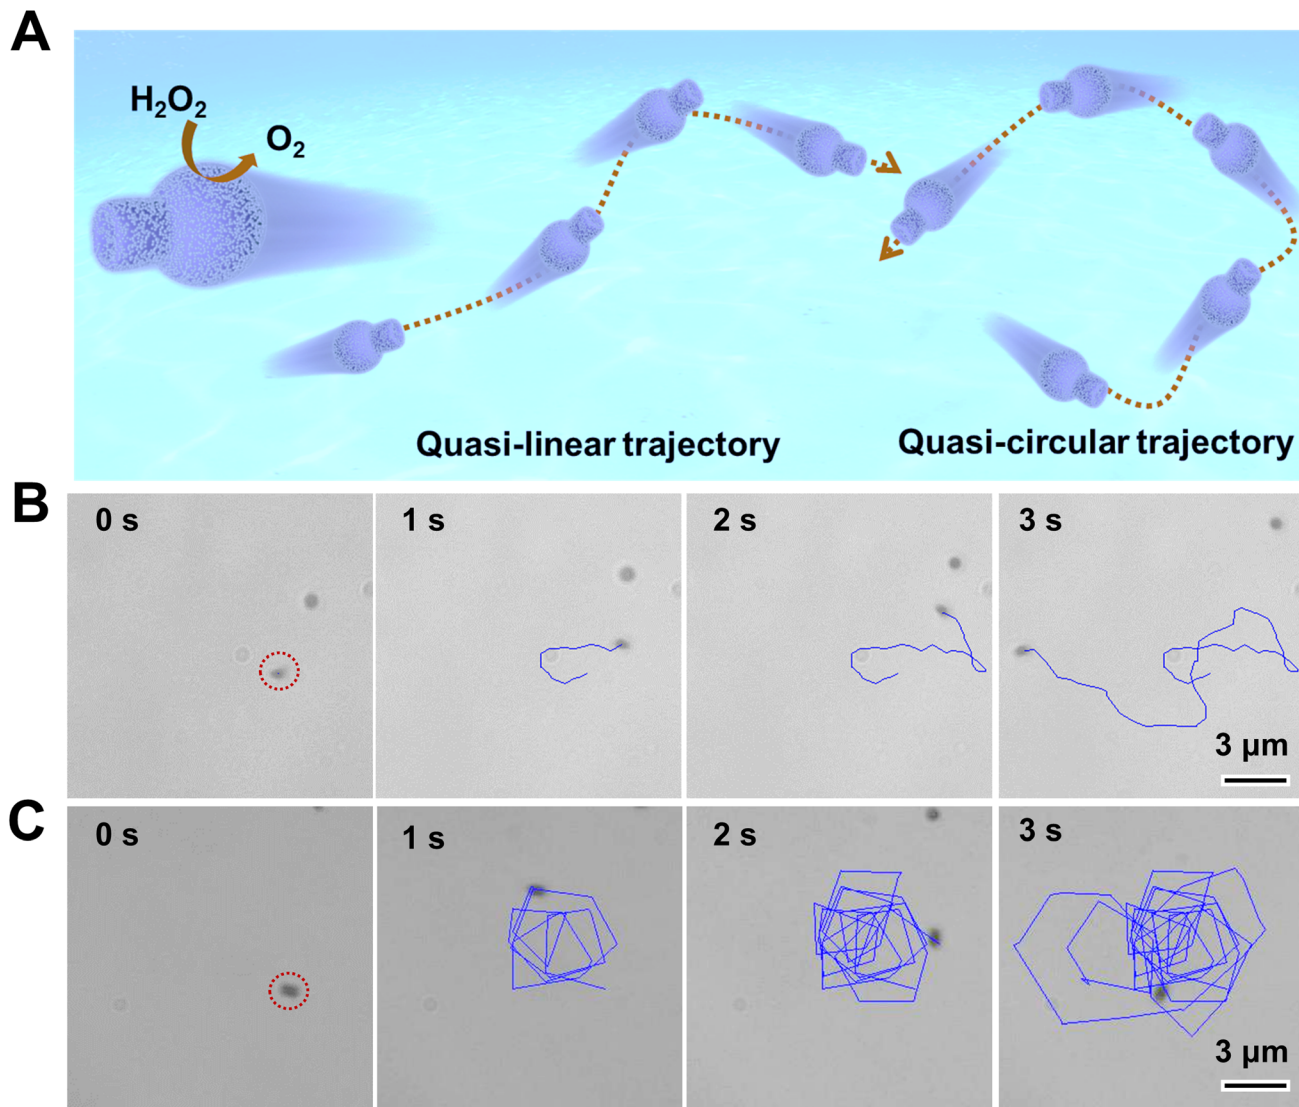 A
H₂O₂
O₂
Quasi-linear trajectory
Quasi-circular trajectory
B
0 s
1 s
2 s
3 s
3 µm
C
0 s
1 s
2 s
3 s
3 µm